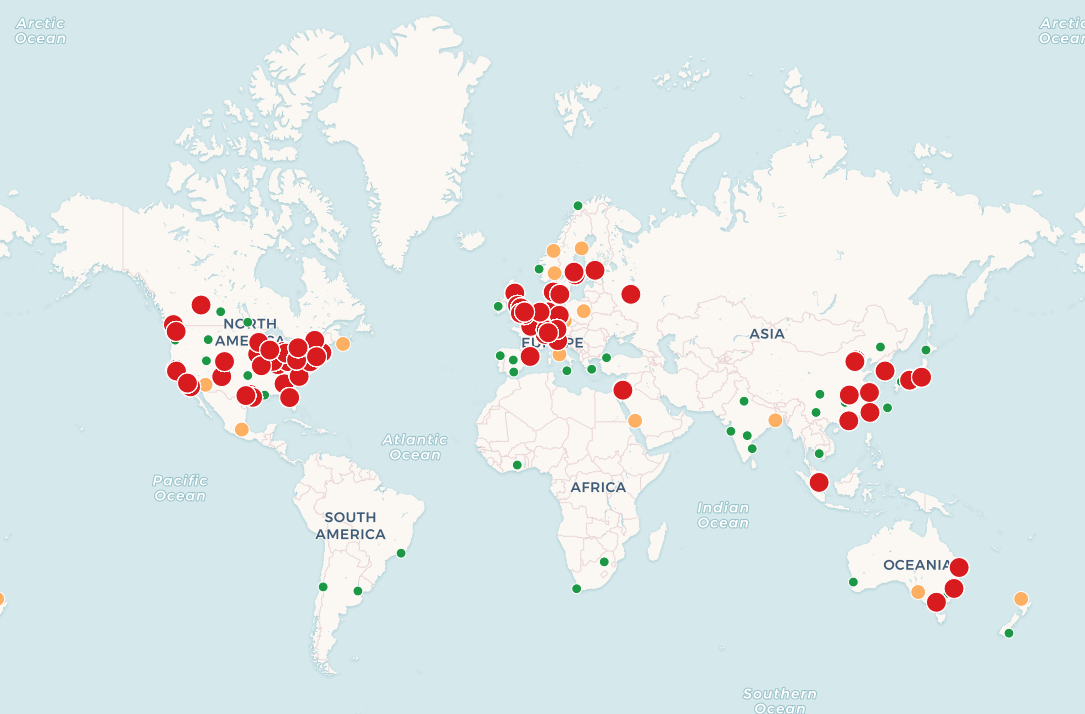 Arctic
Ocean
Arctic
Ocean
NORTH
AMERICA
EUROPE
ASIA
Atlantic
Ocean
Pacific
Ocean
AFRICA
Indian
Ocean
SOUTH
AMERICA
OCEANIA
Southern
Ocean